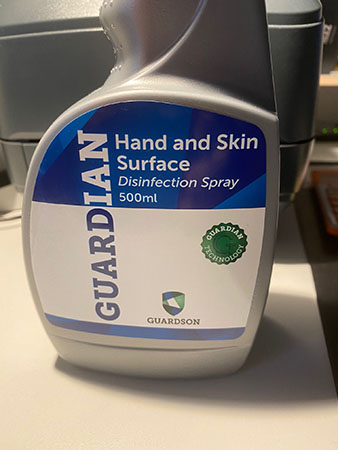 GUARDIAN
Hand and Skin
Surface
Disinfection Spray
500ml
GUARDIAN
TECHNOLOGY
GUARDSON